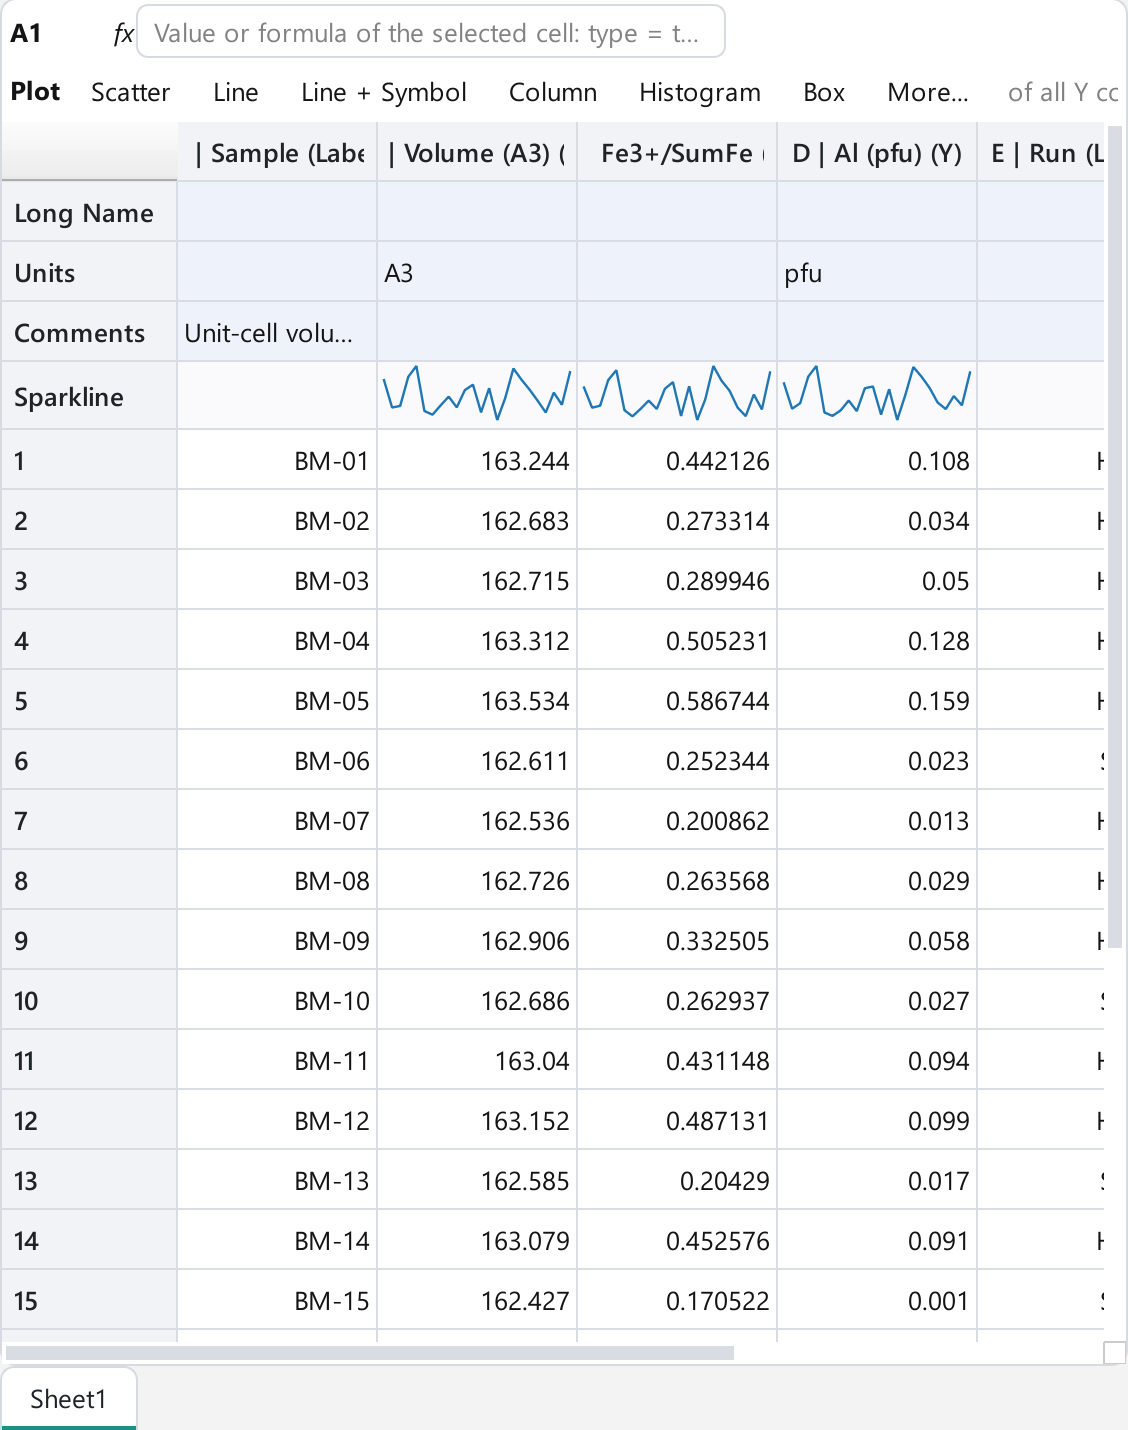 A1 fx Value or formula of the selected cell: type = t...
Plot Scatter Line Line + Symbol Column Histogram Box More... of all Y
| Sample | Volume (A3) ( Fe3+/SumFe D | Al (pfu) (Y) E | Run
Long Name
Units A3 pfu
Comments Unit-cell volu...
Sparkline
1 BM-01 163.244 0.442126 0.108
2 BM-02 162.683 0.273314 0.034
3 BM-03 162.715 0.289946 0.05
4 BM-04 163.312 0.505231 0.128
5 BM-05 163.534 0.586744 0.159
6 BM-06 162.611 0.252344 0.023
7 BM-07 162.536 0.200862 0.013
8 BM-08 162.726 0.263568 0.029
9 BM-09 162.906 0.332505 0.058
10 BM-10 162.686 0.262937 0.027
11 BM-11 163.04 0.431148 0.094
12 BM-12 163.152 0.487131 0.099
13 BM-13 162.585 0.20429 0.017
14 BM-14 163.079 0.452576 0.091
15 BM-15 162.427 0.170522 0.001
Sheet1